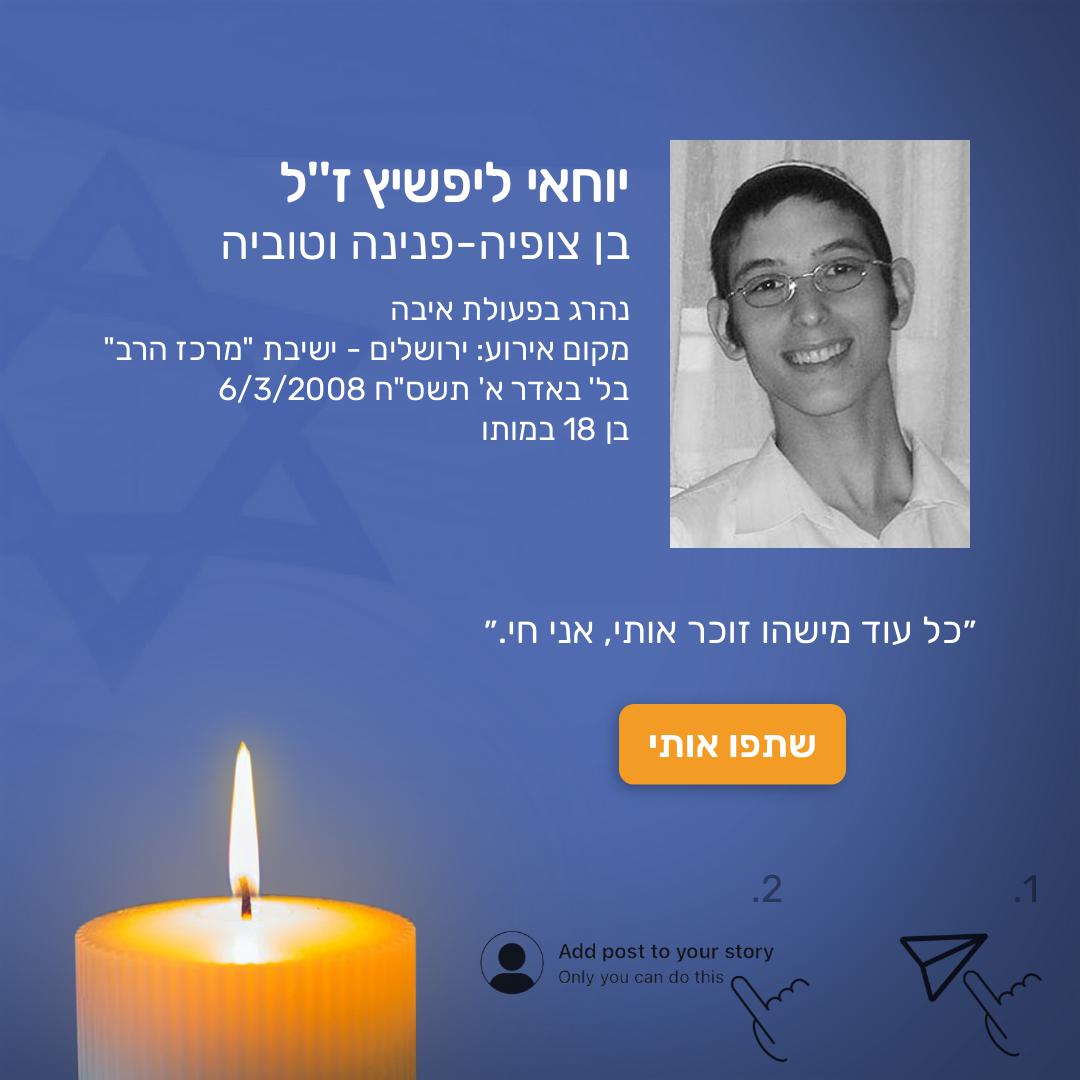 יוחאי ליפשיץ ז"ל
בן צופיה-פנינה וטוביה
נהרג בפעולת איבה
מקום אירוע: ירושלים - ישיבת "מרכז הרב"
בל' באדר א' תשס"ח 6/3/2008
בן 18 במותו
״כל עוד מישהו זוכר אותי, אני חי.״
שתפו אותי
1.
2.
Add post to your story
Only you can do this